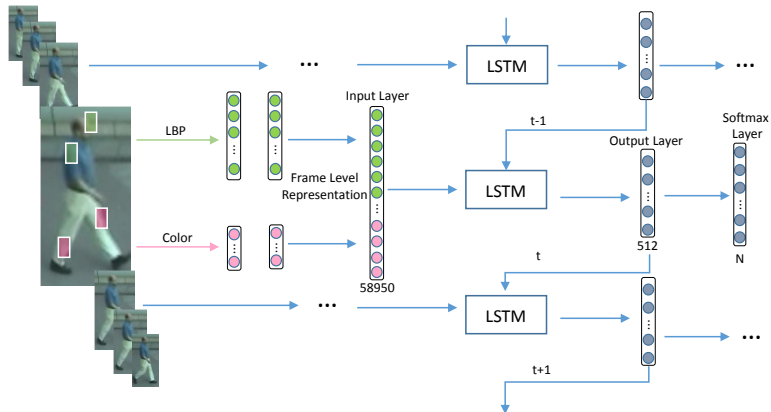 ...
...
LSTM
...
Input Layer
t-1
Softmax
Layer
LBP
Output Layer
Frame Level
Representation
LSTM
Color
512
N
t
58950
...
LSTM
...
t+1